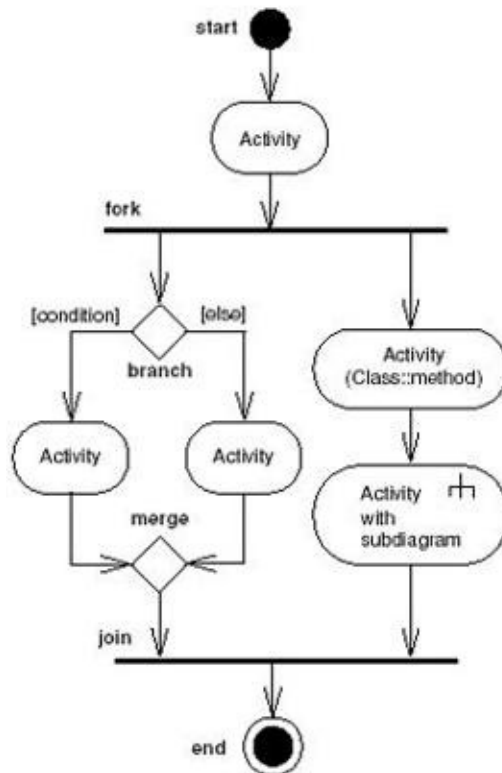 start
Activity
fork
[condition]
[else]
branch
Activity
(Class::method)
Activity
Activity
merge
Activity
with
subdiagram
join
end